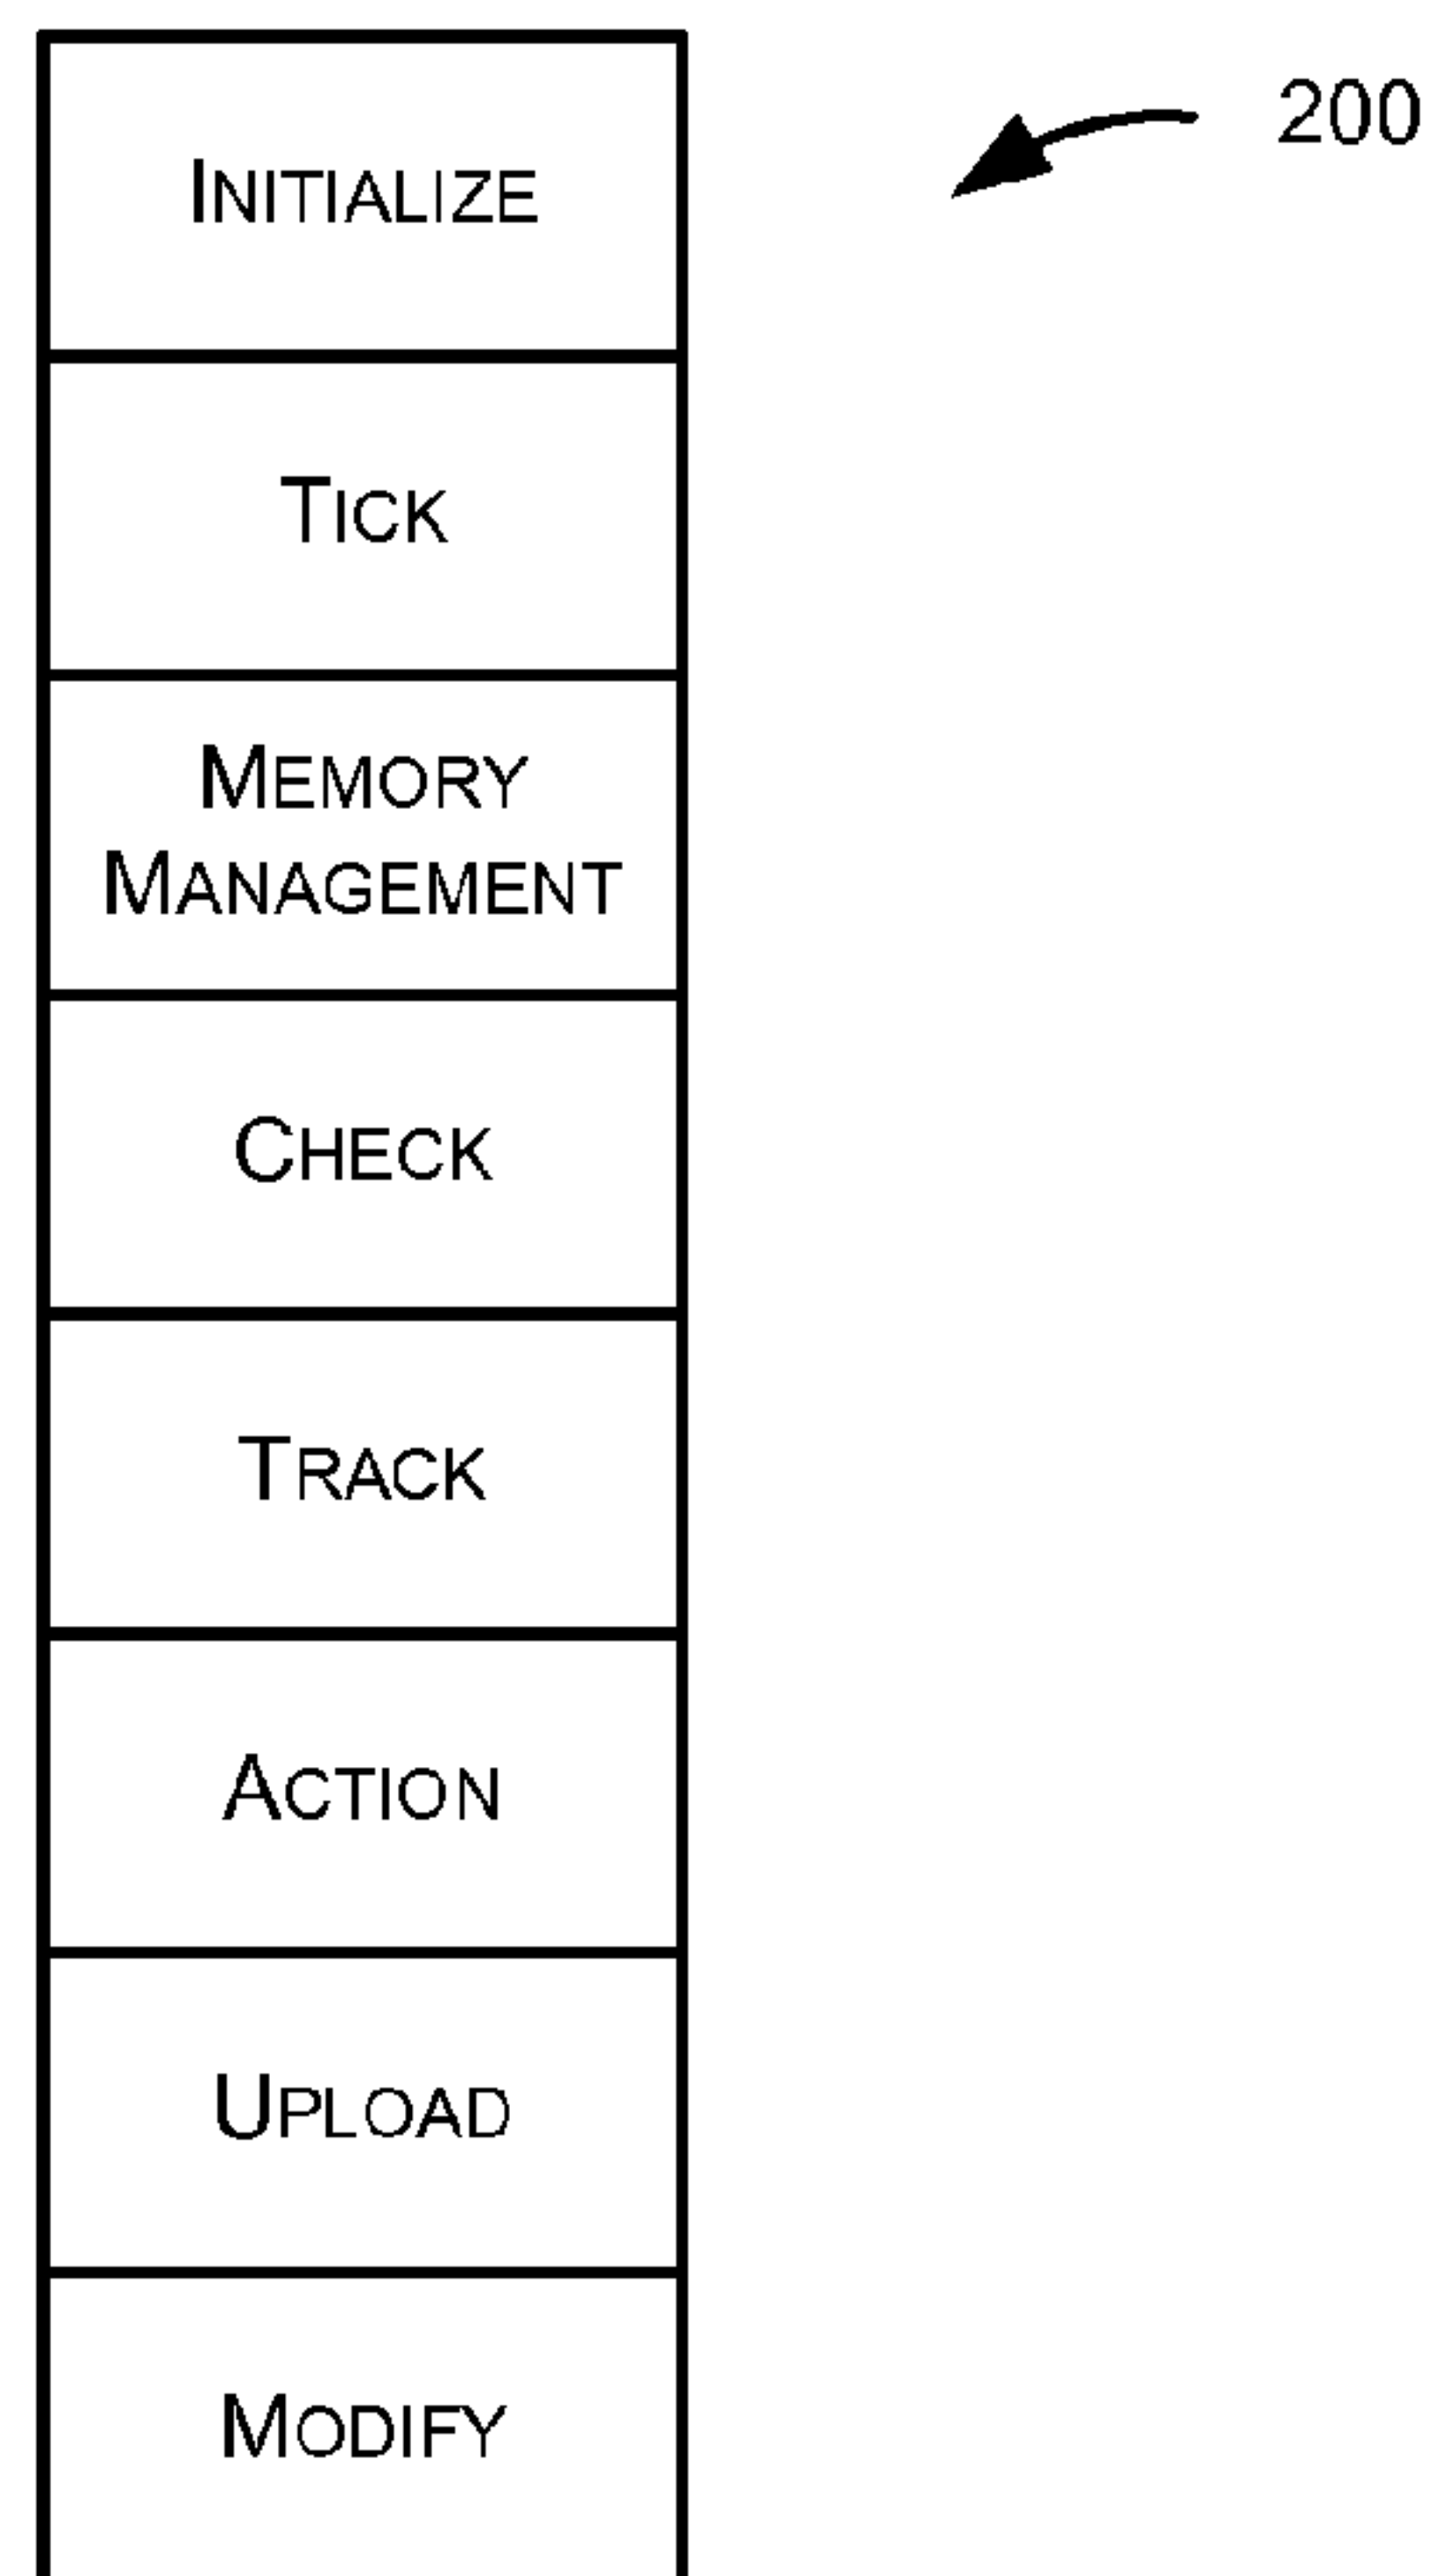 INITIALIZE
200
TICK
MEMORY
MANAGEMENT
CHECK
TRACK
ACTION
UPLOAD
MODIFY